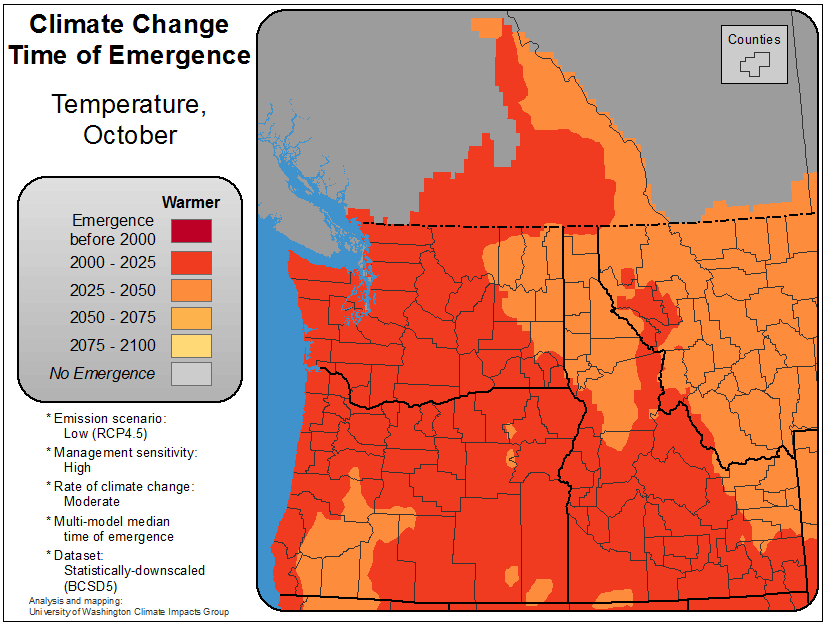 Climate Change
Time of Emergence
Temperature,
October
Warmer
Emergence
before 2000
2000 - 2025
2025 - 2050
2050 - 2075
2075 - 2100
No Emergence
* Emission scenario:
Low (RCP4.5)
* Management sensitivity:
High
* Rate of climate change:
Moderate
* Multi-model median
time of emergence
* Dataset:
Statistically-downscaled
(BCSD5)
Analysis and mapping:
University of Washington Climate Impacts Group
Counties